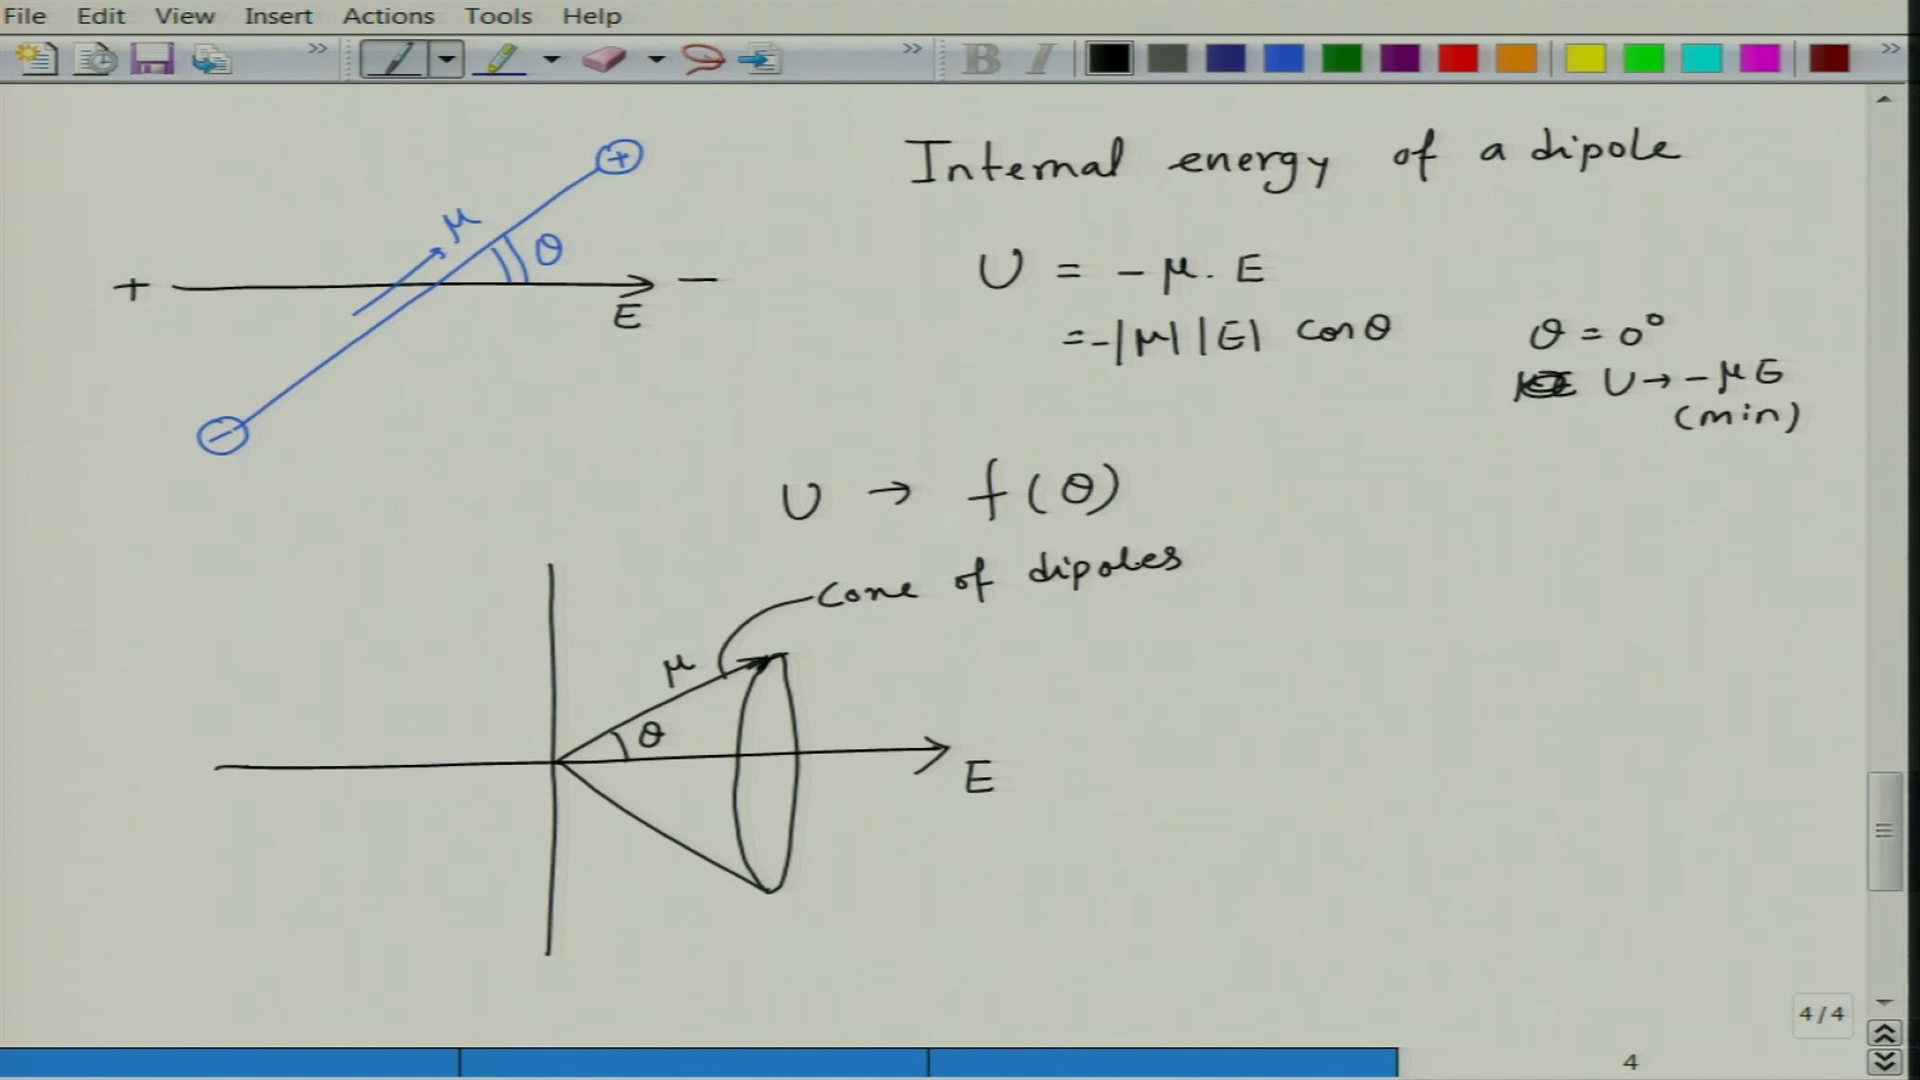 File Edit View Insert Actions Tools Help
B I
Internal energy of a dipole
+ μ θ E −
+
−
U = - μ. E
= -|μ| |E| cos θ
θ = 0°
U → - μ E
(min)
U → f(θ)
cone of dipoles
μ
θ
E
4/4
4